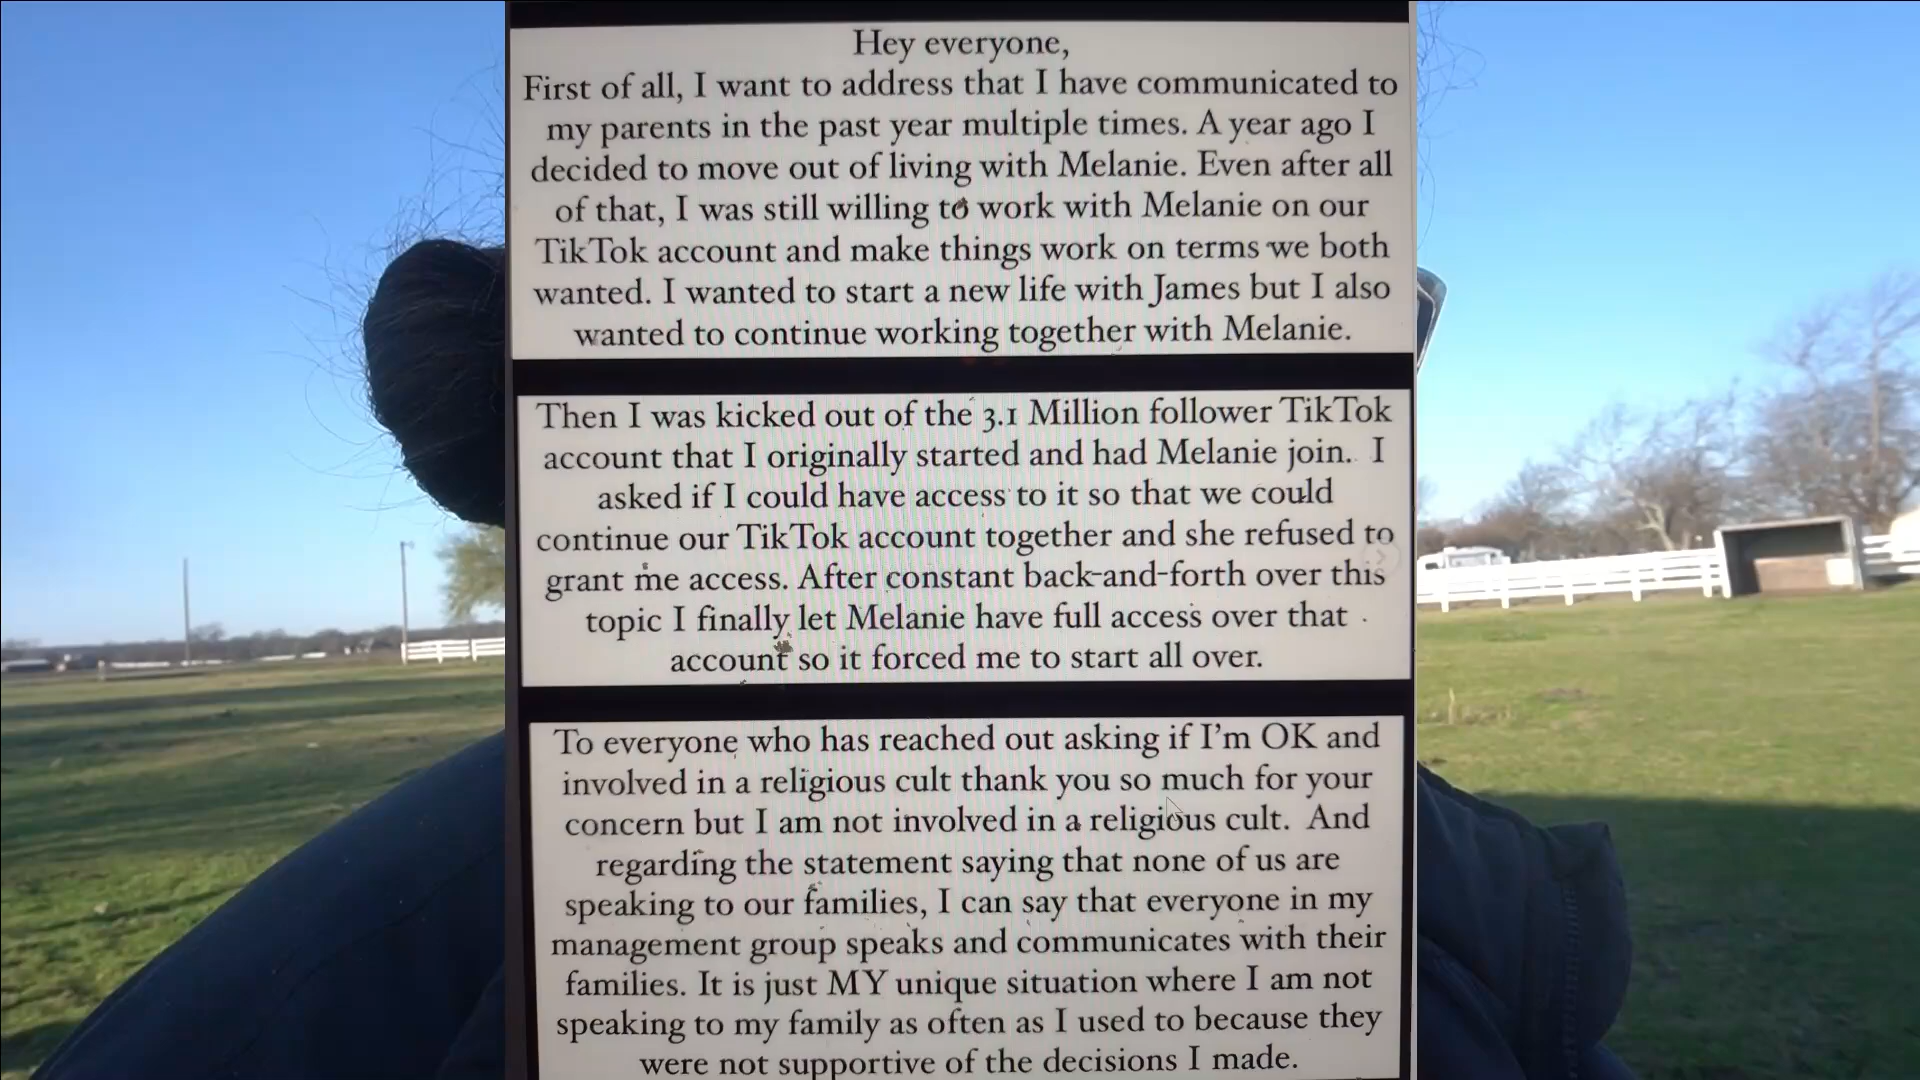 Hey everyone,
First of all, I want to address that I have communicated to
my parents in the past year multiple times. A year ago I
decided to move out of living with Melanie. Even after all
of that, I was still willing to work with Melanie on our
TikTok account and make things work on terms we both
wanted. I wanted to start a new life with James but I also
wanted to continue working together with Melanie.
Then I was kicked out of the 3.1 Million follower TikTok
account that I originally started and had Melanie join. I
asked if I could have access to it so that we could
continue our TikTok account together and she refused to
grant me access. After constant back-and-forth over this
topic I finally let Melanie have full access over that
account so it forced me to start all over.
To everyone who has reached out asking if I'm OK and
involved in a religious cult thank you so much for your
concern but I am not involved in a religious cult. And
regarding the statement saying that none of us are
speaking to our families, I can say that everyone in my
management group speaks and communicates with their
families. It is just MY unique situation where I am not
speaking to my family as often as I used to because they
were not supportive of the decisions I made.